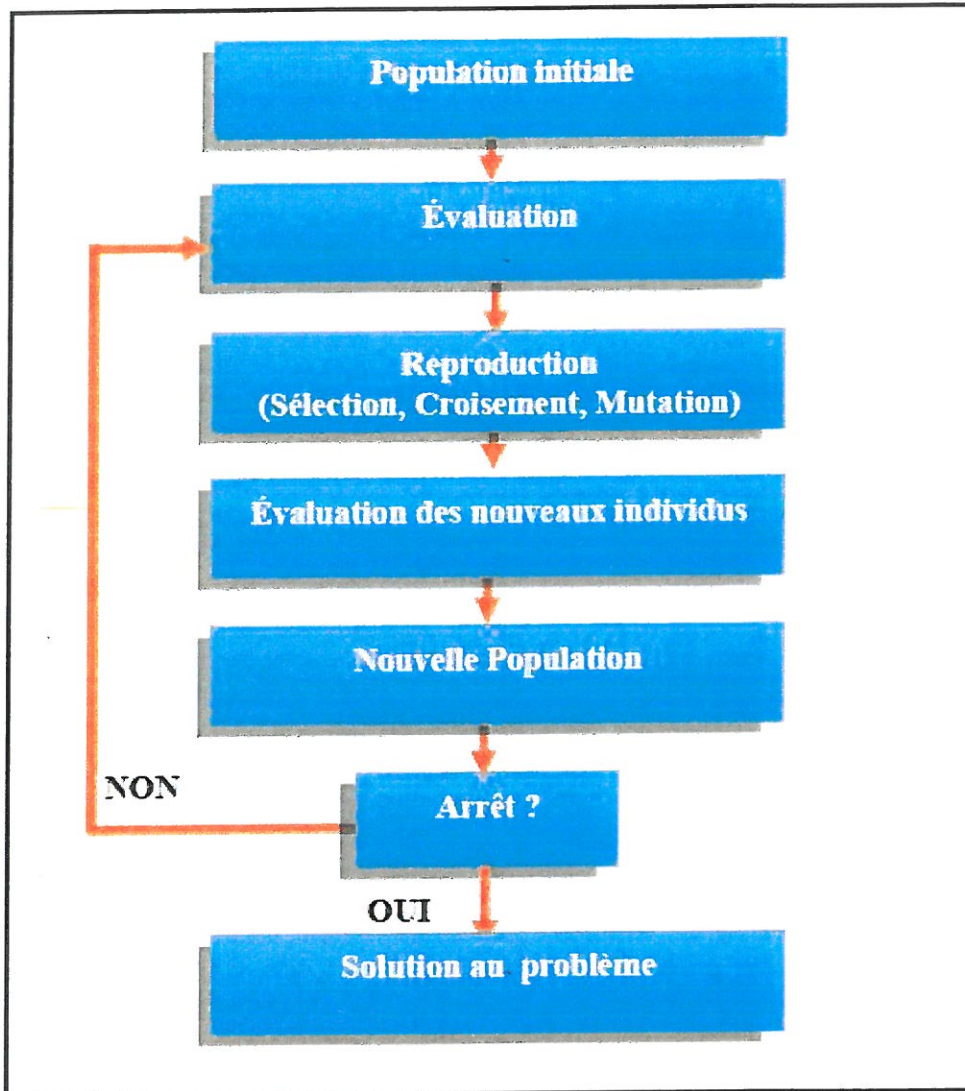 Population initiale
Évaluation
Reproduction
(Sélection, Croisement, Mutation)
Évaluation des nouveaux individus
Nouvelle Population
Arrêt ?
NON
OUI
Solution au problème